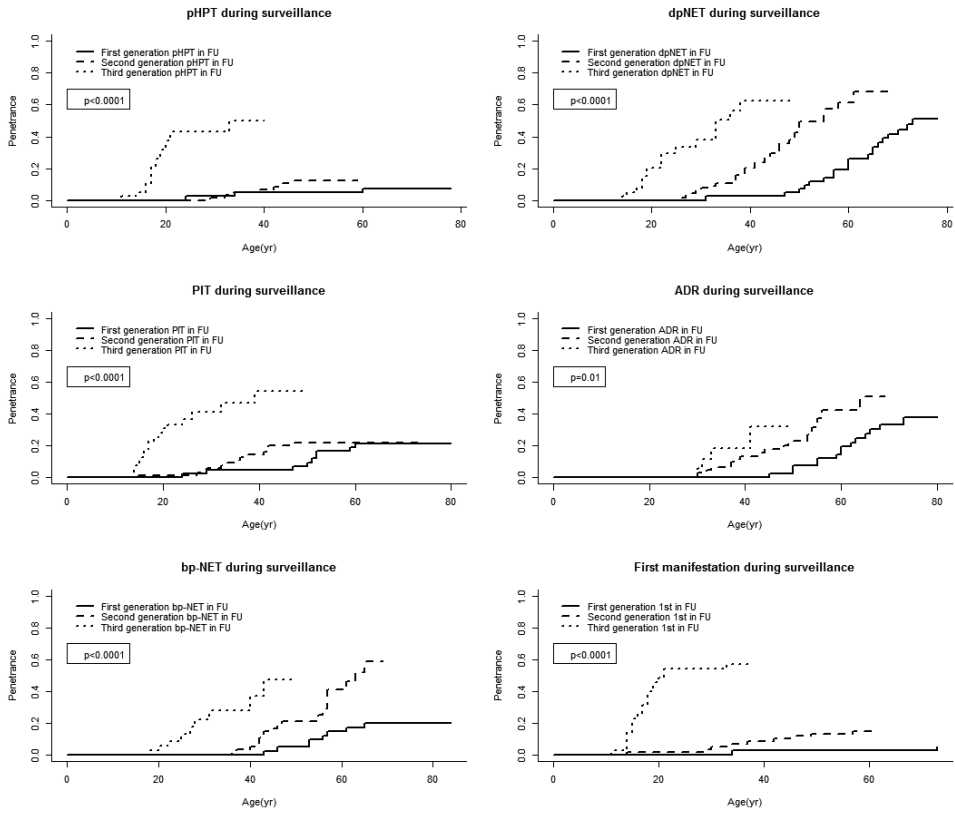 pHPT during surveillance
First generation pHPT in FU
Second generation pHPT in FU
Third generation pHPT in FU
p<0.0001
Penetrance
0.0 0.2 0.4 0.6 0.8 1.0
0 20 40 60 80
Age(yr)
dpNET during surveillance
First generation dpNET in FU
Second generation dpNET in FU
Third generation dpNET in FU
p<0.0001
Penetrance
0.0 0.2 0.4 0.6 0.8 1.0
0 20 40 60 80
Age(yr)
PIT during surveillance
First generation PIT in FU
Second generation PIT in FU
Third generation PIT in FU
p<0.0001
Penetrance
0.0 0.2 0.4 0.6 0.8 1.0
0 20 40 60 80
Age(yr)
ADR during surveillance
First generation ADR in FU
Second generation ADR in FU
Third generation ADR in FU
p=0.01
Penetrance
0.0 0.2 0.4 0.6 0.8 1.0
0 20 40 60 80
Age(yr)
bp-NET during surveillance
First generation bp-NET in FU
Second generation bp-NET in FU
Third generation bp-NET in FU
p<0.0001
Penetrance
0.0 0.2 0.4 0.6 0.8 1.0
0 20 40 60 80
Age(yr)
First manifestation during surveillance
First generation 1st in FU
Second generation 1st in FU
Third generation 1st in FU
p<0.0001
Penetrance
0.0 0.2 0.4 0.6 0.8 1.0
0 20 40 60
Age(yr)